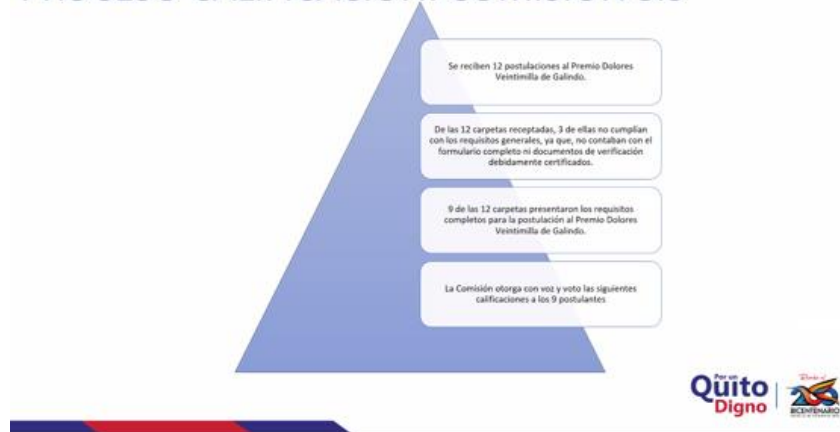 Se reciben 12 postulaciones al Premio Dolores
Veintimilla de Galindo.
De las 12 carpetas receptadas, 3 de ellas no cumplían
con los requisitos generales, ya que, no contaban con el
formulario completo ni documentos de verificación
debidamente certificados.
9 de las 12 carpetas presentaron los requisitos
completos para la postulación al Premio Dolores
Veintimilla de Galindo.
La Comisión otorga con voz y voto las siguientes
calificaciones a los 9 postulantes
Por un
Quito
Digno
BICENTENARIO